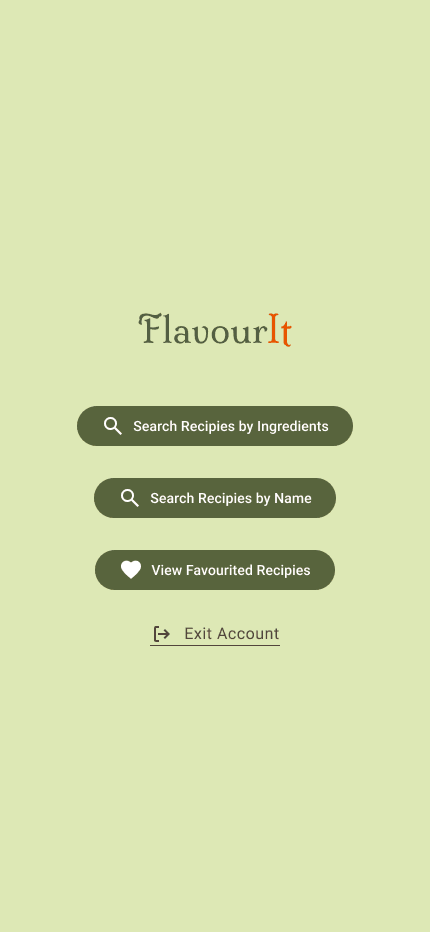 FlavourIt
Search Recipies by Ingredients
Search Recipies by Name
View Favourited Recipies
Exit Account